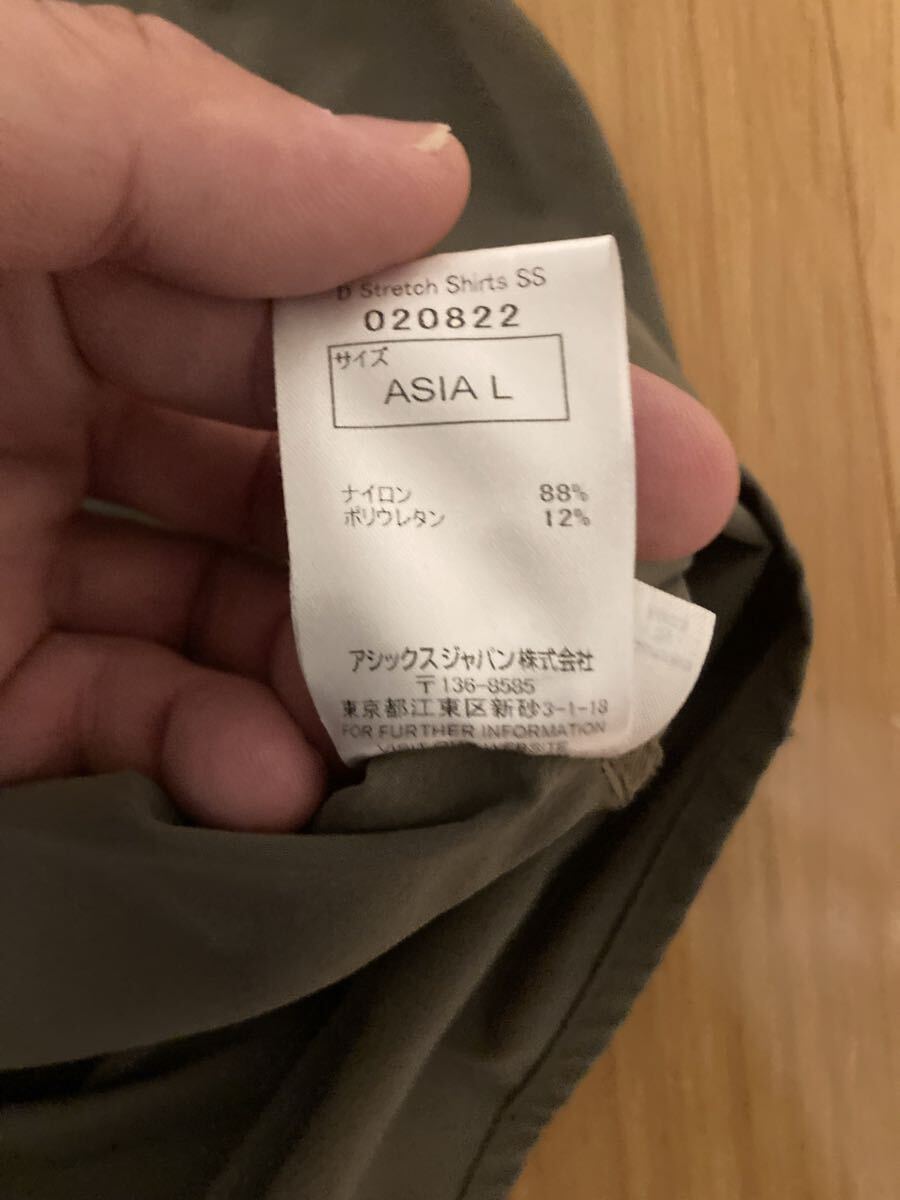 Stretch Shirts SS
020822
サイズ
ASIA L
ナイロン 88%
ポリウレタン 12%
アシックスジャパン株式会社
〒136-8585
東京都江東区新砂3-1-18
FOR FURTHER INFORMATION